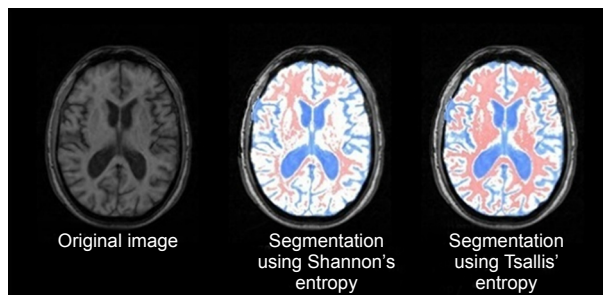 Original image
Segmentation
using Shannon's
entropy
Segmentation
using Tsallis'
entropy